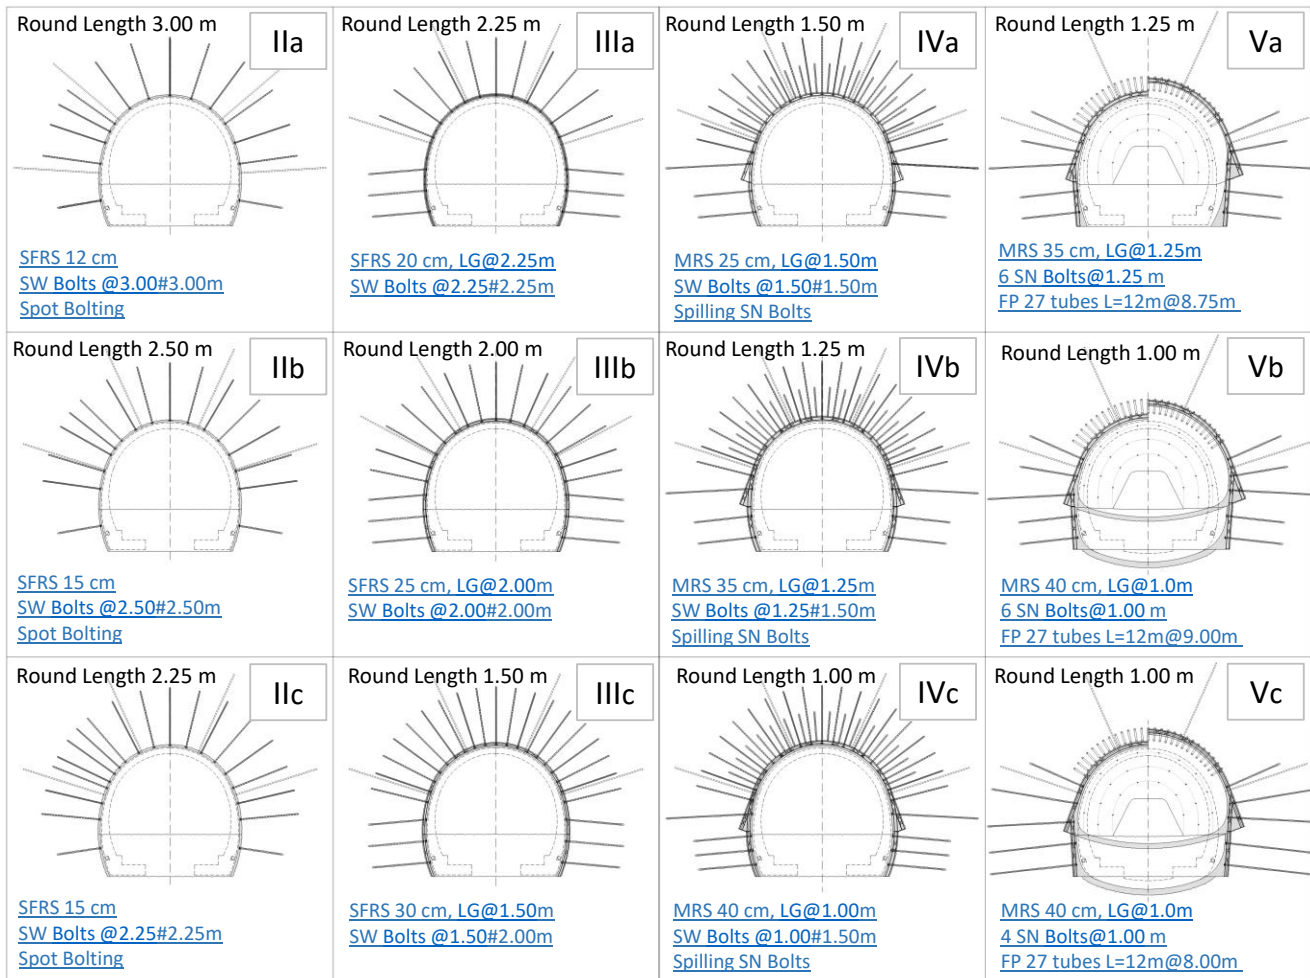 Round Length 3.00 m
IIa
SFRS 12 cm
SW Bolts @3.00#3.00m
Spot Bolting
Round Length 2.25 m
IIIa
SFRS 20 cm, LG@2.25m
SW Bolts @2.25#2.25m
Round Length 1.50 m
IVa
MRS 25 cm, LG@1.50m
SW Bolts @1.50#1.50m
Spilling SN Bolts
Round Length 1.25 m
Va
MRS 35 cm, LG@1.25m
6 SN Bolts@1.25 m
FP 27 tubes L=12m@8.75m
Round Length 2.50 m
IIb
SFRS 15 cm
SW Bolts @2.50#2.50m
Spot Bolting
Round Length 2.00 m
IIIb
SFRS 25 cm, LG@2.00m
SW Bolts @2.00#2.00m
Round Length 1.25 m
IVb
MRS 35 cm, LG@1.25m
SW Bolts @1.25#1.50m
Spilling SN Bolts
Round Length 1.00 m
Vb
MRS 40 cm, LG@1.0m
6 SN Bolts@1.00 m
FP 27 tubes L=12m@9.00m
Round Length 2.25 m
IIc
SFRS 15 cm
SW Bolts @2.25#2.25m
Spot Bolting
Round Length 1.50 m
IIIc
SFRS 30 cm, LG@1.50m
SW Bolts @1.50#2.00m
Round Length 1.00 m
IVc
MRS 40 cm, LG@1.00m
SW Bolts @1.00#1.50m
Spilling SN Bolts
Round Length 1.00 m
Vc
MRS 40 cm, LG@1.0m
4 SN Bolts@1.00 m
FP 27 tubes L=12m@8.00m